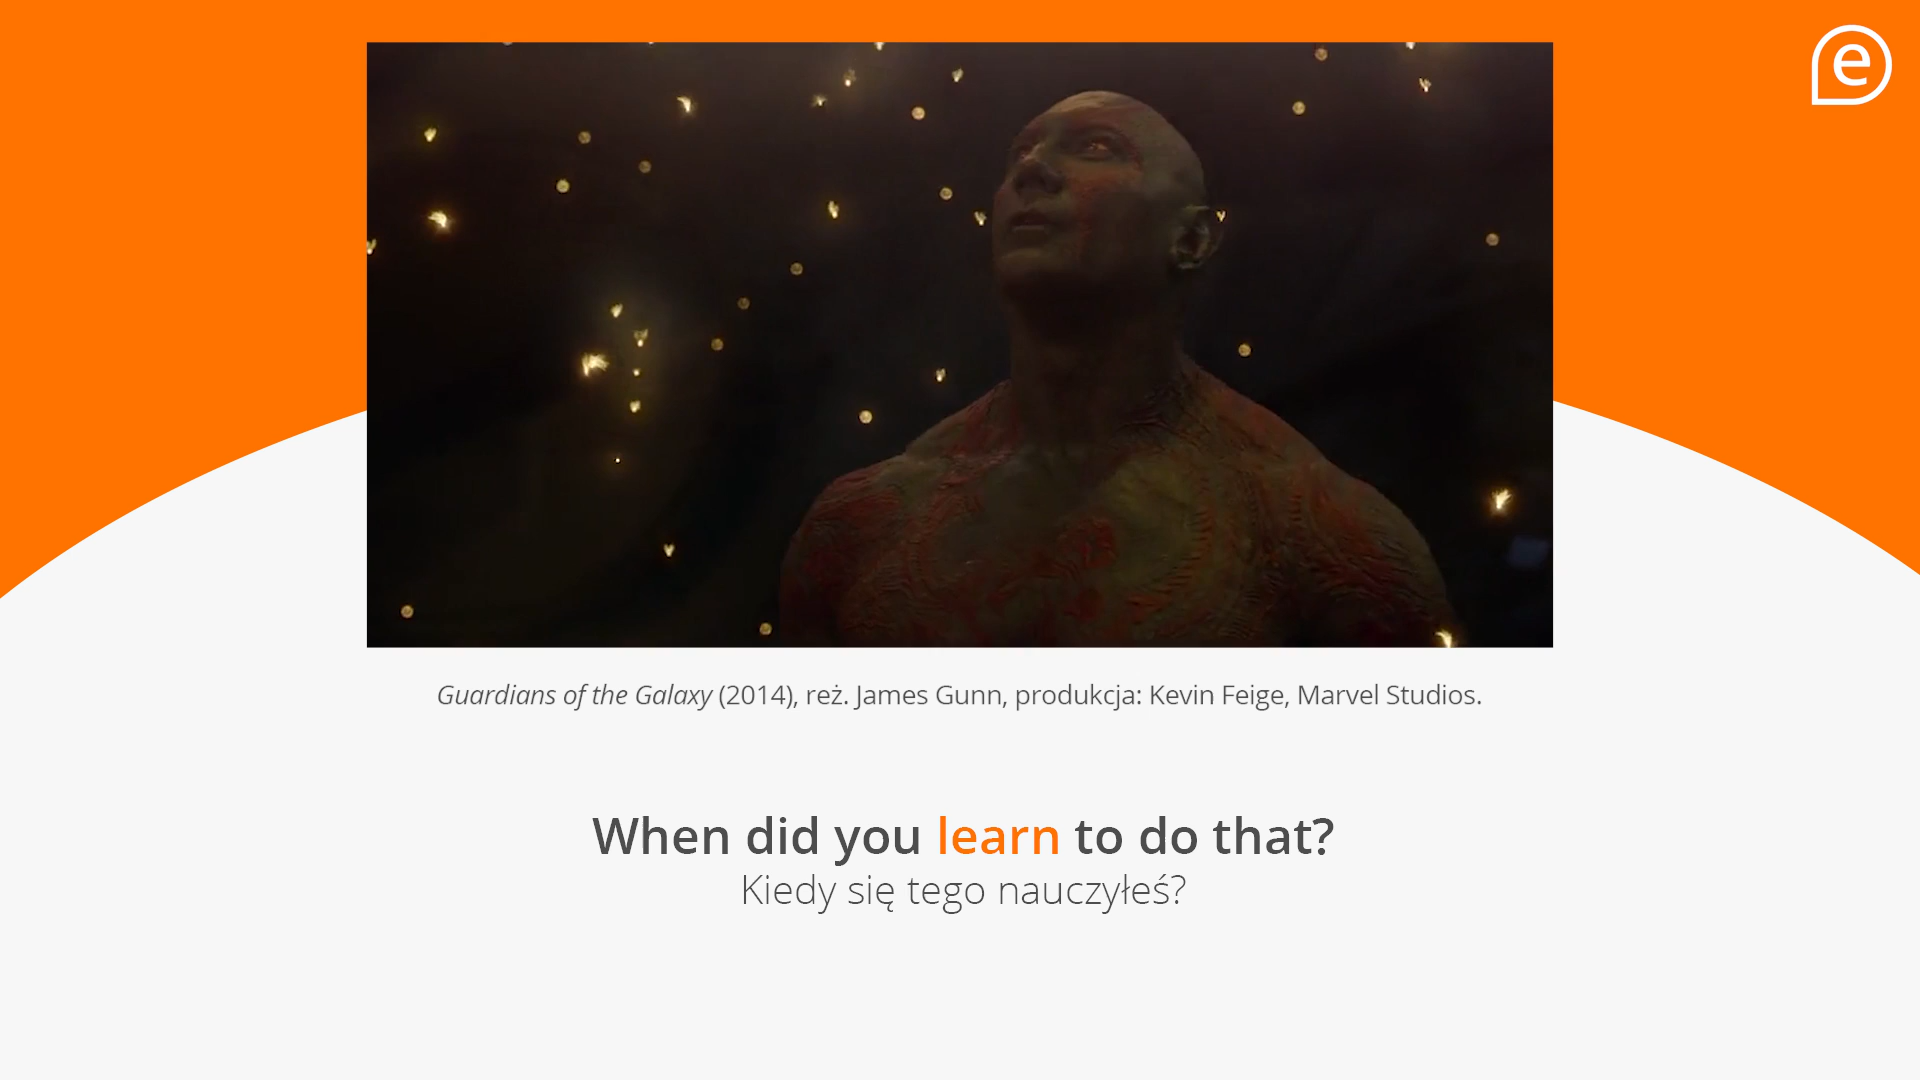 e
Guardians of the Galaxy (2014), reż. James Gunn, produkcja: Kevin Feige, Marvel Studios.
When did you learn to do that?
Kiedy się tego nauczyłeś?